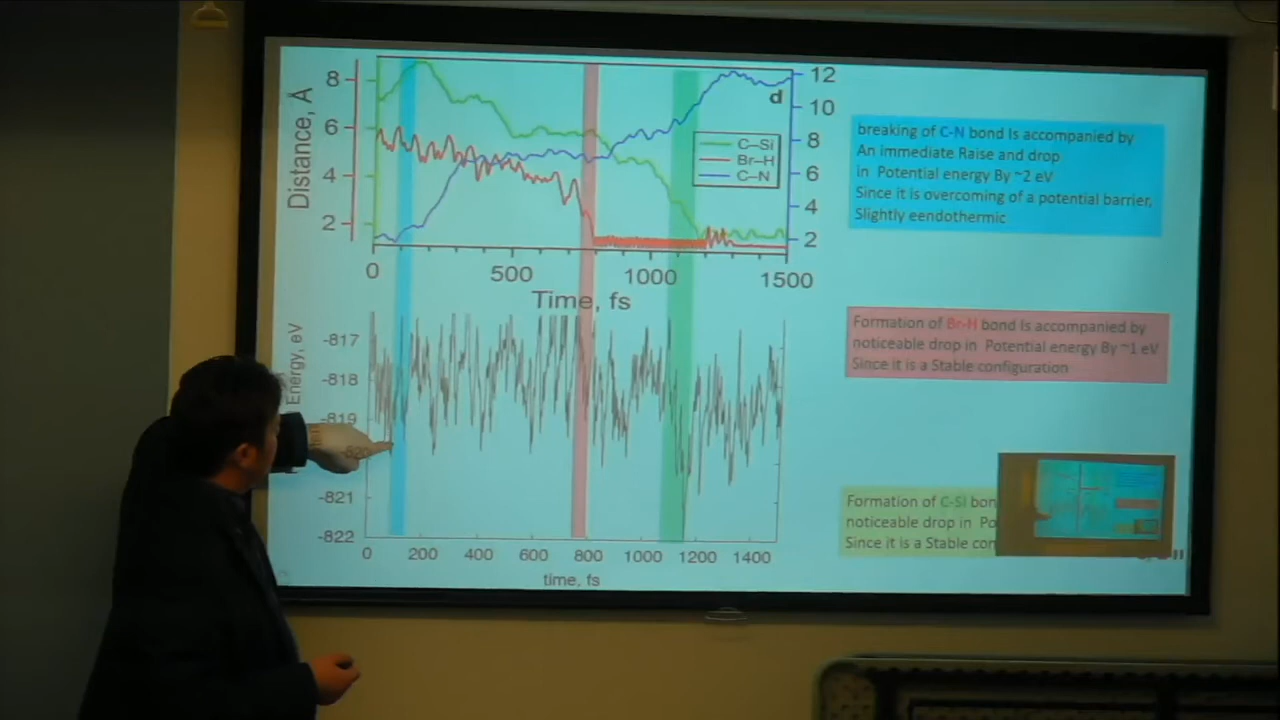 8
6
4
2
Distance, Å
12
10
8
6
4
2
d
C–Si
Br–H
C–N
0
500
1000
1500
Time, fs
Energy, eV
-817
-818
-819
-821
-822
0
200
400
600
800
1000
1200
1400
time, fs
breaking of C-N bond Is accompanied by
An immediate Raise and drop
in Potential energy By ~2 eV
Since it is overcoming of a potential barrier,
Slightly eendothermic
Formation of Br-H bond Is accompanied by
noticeable drop in Potential energy By ~1 eV
Since it is a Stable configuration
Formation of C-Si bon
noticeable drop in Po
Since it is a Stable con